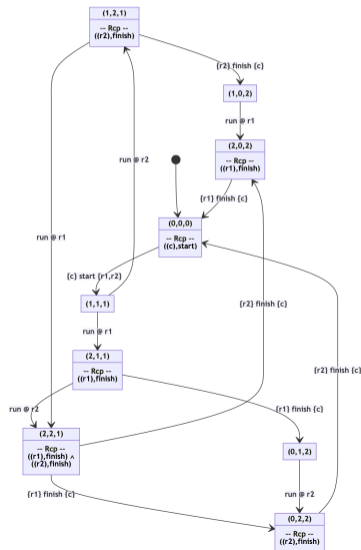 (1,2,1)
-- Rcp --
((r2),finish)
{r2} finish {c}
(1,0,2)
run @ r1
(2,0,2)
-- Rcp --
((r1),finish)
run @ r2
{r1} finish {c}
(0,0,0)
-- Rcp --
((c),start)
run @ r1
{c} start {r1,r2}
(1,1,1)
{r2} finish {c}
run @ r1
(2,1,1)
-- Rcp --
((r1),finish)
{r2} finish {c}
run @ r2
{r1} finish {c}
(2,2,1)
-- Rcp --
((r1),finish) ∧
((r2),finish)
(0,1,2)
{r1} finish {c}
run @ r2
(0,2,2)
-- Rcp --
((r2),finish)